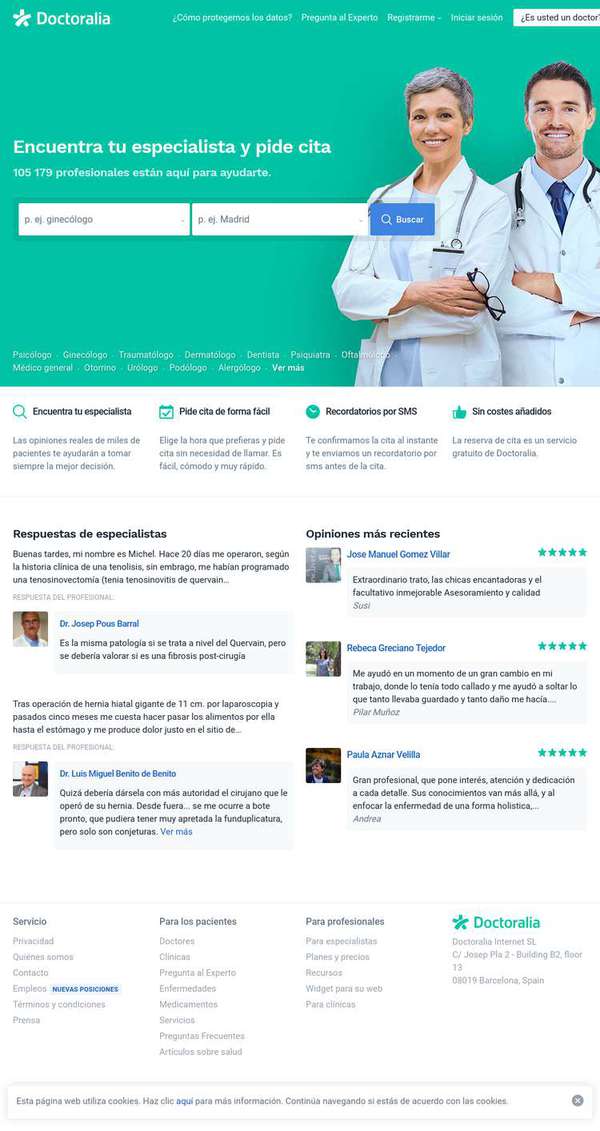 Doctoralia
¿Cómo protegemos los datos? Pregunta al Experto Registrarme Iniciar sesión ¿Es usted un doctor?
Encuentra tu especialista y pide cita
105 179 profesionales están aquí para ayudarte.
p. ej. ginecólogo p. ej. Madrid Buscar
Psicólogo Ginecólogo Traumatólogo Dermatólogo Dentista Psiquiatra Oftalmólogo
Médico general Otorrino Urólogo Podólogo Alergólogo Ver más
Encuentra tu especialista
Las opiniones reales de miles de
pacientes te ayudarán a tomar
siempre la mejor decisión.
Pide cita de forma fácil
Elige la hora que prefieras y pide
cita sin necesidad de llamar. Es
fácil, cómodo y muy rápido.
Recordatorios por SMS
Te confirmamos la cita al instante
y te enviamos un recordatorio por
sms antes de la cita.
Sin costes añadidos
La reserva de cita es un servicio
gratuito de Doctoralia.
Respuestas de especialistas
Buenas tardes, mi nombre es Michel. Hace 20 días me operaron, según
la historia clínica de una tenolisis, sin embrago, me habían programado
una tenosinovectomía (tenia tenosinovitis de quervain...
RESPUESTA DEL PROFESIONAL:
Dr. Josep Pous Barral
Es la misma patología si se trata a nivel del Quervain, pero
se debería valorar si es una fibrosis post-cirugía
Tras operación de hernia hiatal gigante de 11 cm. por laparoscopia y
pasados cinco meses me cuesta hacer pasar los alimentos por ella
hasta el estómago y me produce dolor justo en el sitio de...
RESPUESTA DEL PROFESIONAL:
Dr. Luis Miguel Benito de Benito
Quizá debería dársela con más autoridad el cirujano que le
operó de su hernia. Desde fuera... se me ocurre a bote
pronto, que pudiera tener muy apretada la funduplicatura,
pero solo son conjeturas. Ver más
Opiniones más recientes
Jose Manuel Gomez Villar
Extraordinario trato, las chicas encantadoras y el
facultativo inmejorable Asesoramiento y calidad
Susi
Rebeca Greciano Tejedor
Me ayudó en un momento de un gran cambio en mi
trabajo, donde lo tenía todo callado y me ayudó a soltar lo
que tanto llevaba guardado y tanto daño me hacía....
Pilar Muñoz
Paula Aznar Velilla
Gran profesional, que pone interés, atención y dedicación
a cada detalle. Sus conocimientos van más allá, y al
enfocar la enfermedad de una forma holistica,...
Andrea
Servicio
Privacidad
Quiénes somos
Contacto
Empleos NUEVAS POSICIONES
Términos y condiciones
Prensa
Para los pacientes
Doctores
Clínicas
Pregunta al Experto
Enfermedades
Medicamentos
Servicios
Preguntas Frecuentes
Artículos sobre salud
Para profesionales
Para especialistas
Planes y precios
Recursos
Widget para su web
Para clínicas
Doctoralia
Doctoralia Internet SL
C/ Josep Pla 2 - Building B2, floor
13
08019 Barcelona, Spain
Esta página web utiliza cookies. Haz clic aquí para más información. Continúa navegando si estás de acuerdo con las cookies.